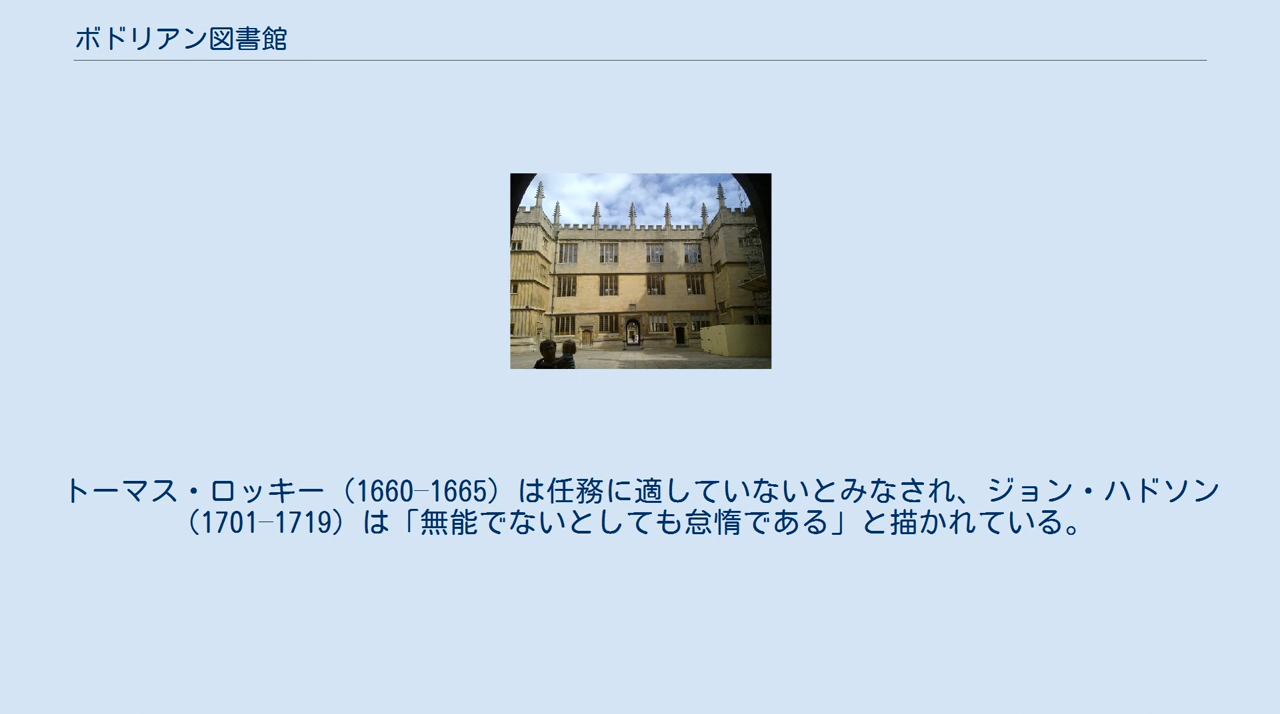 ボドリアン図書館
トーマス・ロッキー（1660–1665）は任務に適していないとみなされ、ジョン・ハドソン
（1701–1719）は「無能でないとしても怠惰である」と描かれている。